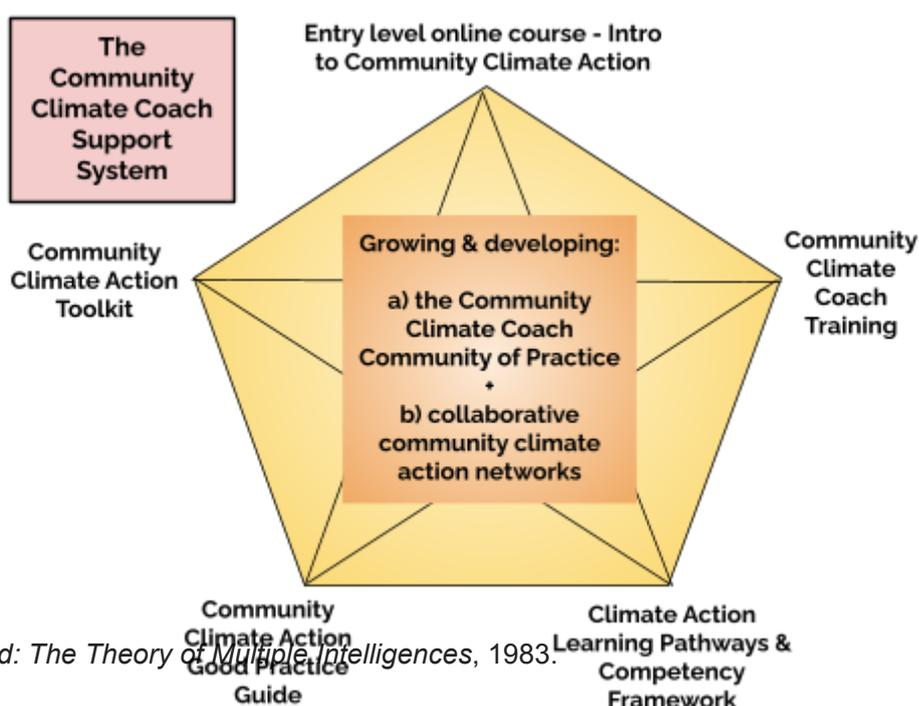 The
Community
Climate Coach
Support
System
Entry level online course - Intro
to Community Climate Action
Community
Climate Action
Toolkit
Community
Climate
Coach
Training
Growing & developing:
a) the Community
Climate Coach
Community of Practice
+
b) collaborative
community climate
action networks
Community
Climate Action
Good Practice
Guide
Climate Action
Learning Pathways &
Competency
Framework
d: The Theory of Multiple Intelligences, 1983.